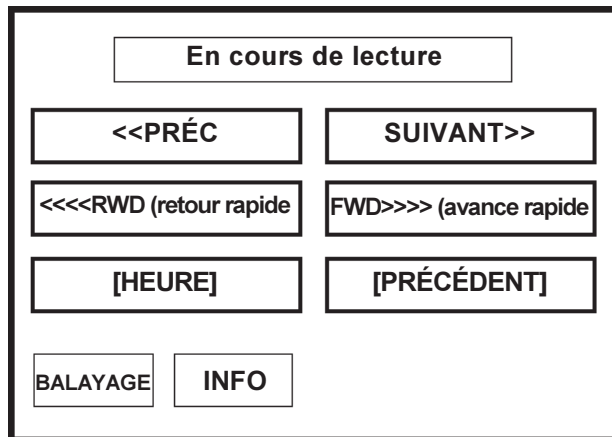 En cours de lecture
<<PRÉC
SUIVANT>>
<<<<RWD (retour rapide
FWD>>>> (avance rapide
[HEURE]
[PRÉCÉDENT]
BALAYAGE
INFO